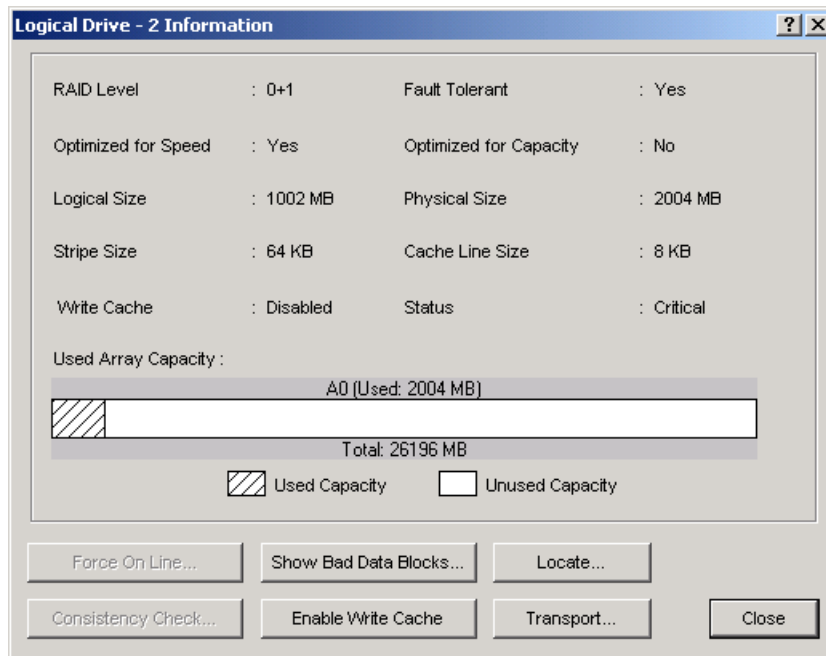 Logical Drive - 2 Information
RAID Level : 0+1 Fault Tolerant : Yes
Optimized for Speed : Yes Optimized for Capacity : No
Logical Size : 1002 MB Physical Size : 2004 MB
Stripe Size : 64 KB Cache Line Size : 8 KB
Write Cache : Disabled Status : Critical
Used Array Capacity :
A0 (Used: 2004 MB)
Total: 26196 MB
Used Capacity Unused Capacity
Force On Line... Show Bad Data Blocks... Locate...
Consistency Check... Enable Write Cache Transport... Close